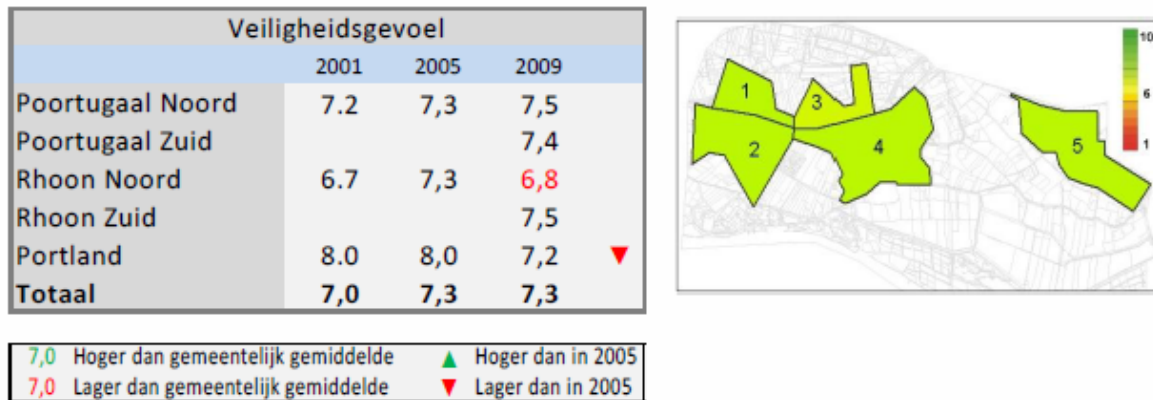 Veiligheidsgevoel
2001 2005 2009
Poortugaal Noord 7.2 7,3 7,5
Poortugaal Zuid 7,4
Rhoon Noord 6.7 7,3 6,8
Rhoon Zuid 7,5
Portland 8.0 8,0 7,2 ▼
Totaal 7,0 7,3 7,3
7,0 Hoger dan gemeentelijk gemiddelde ▲ Hoger dan in 2005
7,0 Lager dan gemeentelijk gemiddelde ▼ Lager dan in 2005
10
6
1
1
3
2
4
5